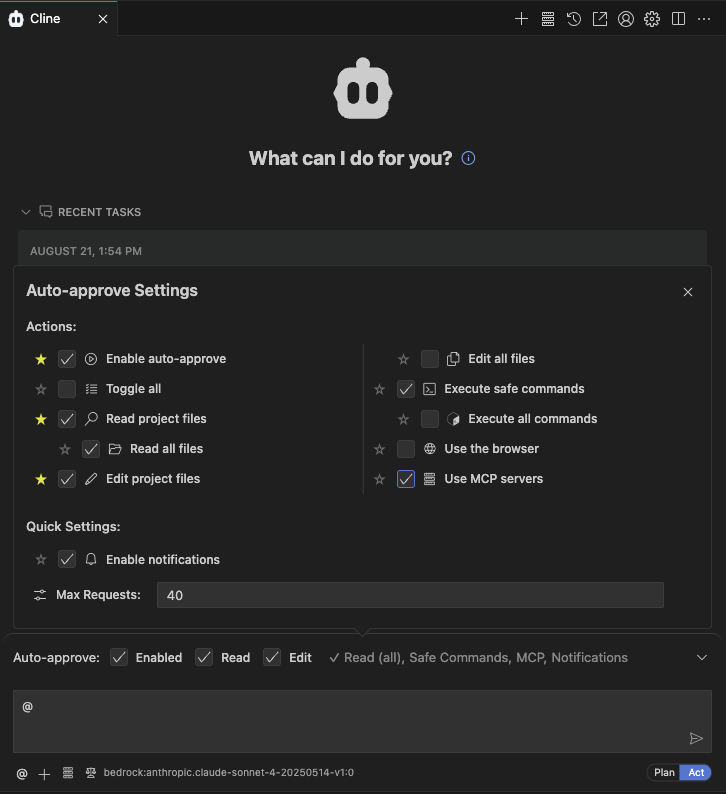 Cline
What can I do for you?
RECENT TASKS
AUGUST 21, 1:54 PM
Auto-approve Settings
Actions:
Enable auto-approve
Toggle all
Read project files
Read all files
Edit project files
Edit all files
Execute safe commands
Execute all commands
Use the browser
Use MCP servers
Quick Settings:
Enable notifications
Max Requests: 40
Auto-approve: Enabled Read Edit Read (all), Safe Commands, MCP, Notifications
@
@ bedrock:anthropic.claude-sonnet-4-20250514-v1:0 Plan Act